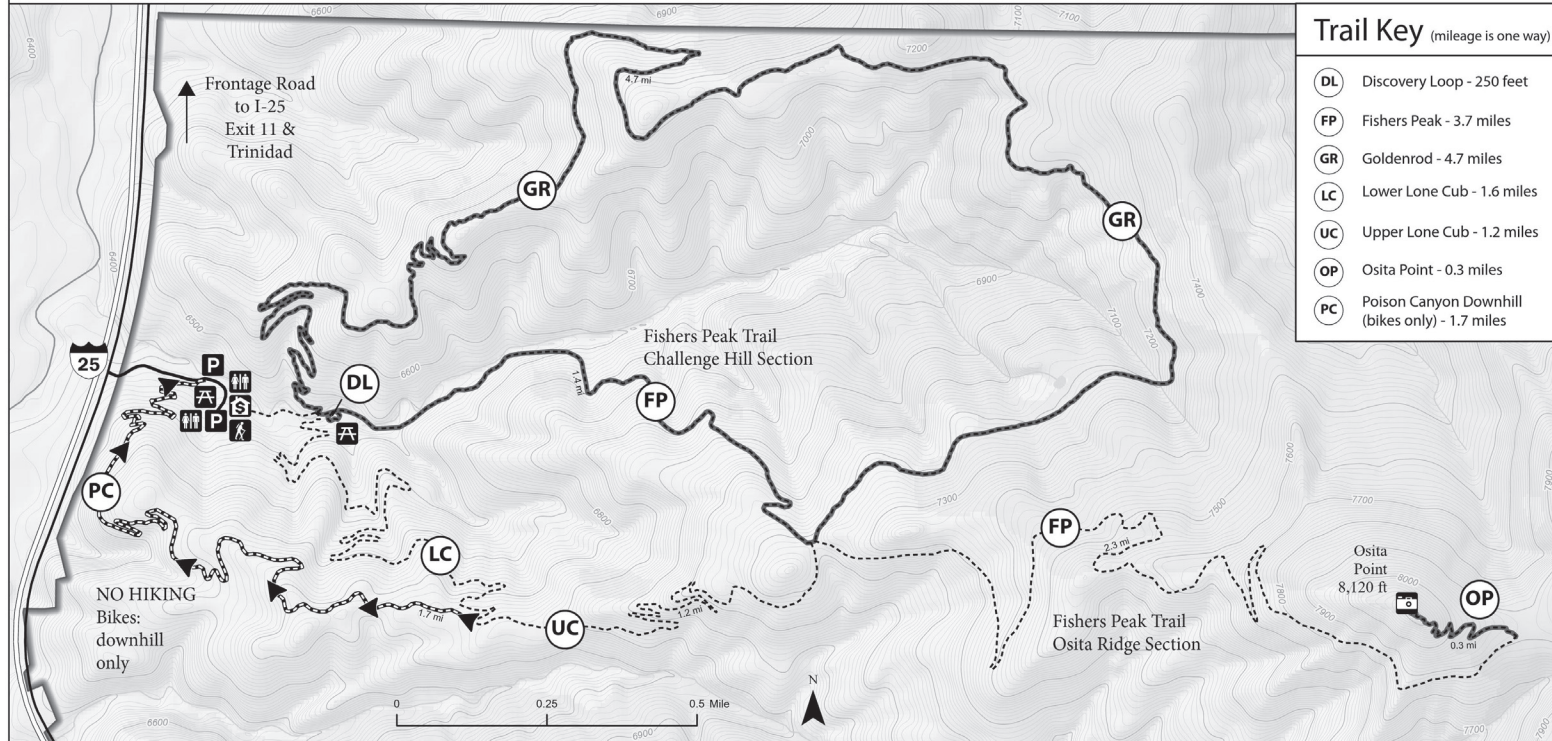 Trail Key (mileage is one way)
DL Discovery Loop - 250 feet
FP Fishers Peak - 3.7 miles
GR Goldenrod - 4.7 miles
LC Lower Lone Cub - 1.6 miles
UC Upper Lone Cub - 1.2 miles
OP Osita Point - 0.3 miles
PC Poison Canyon Downhill
(bikes only) - 1.7 miles
6600
6900
7100
7100
6400
7200
Frontage Road
to I-25
Exit 11 &
Trinidad
4.7 mi
7000
GR
GR
6400
6700
6900
7400
6500
7100
7200
Fishers Peak Trail
Challenge Hill Section
25
P
DL
6600
1.4 mi
FP
P
7600
PC
7300
7700
7500
7900
6800
FP
2.3 mi
LC
Osita
Point
8,120 ft
8000
OP
NO HIKING
Bikes:
downhill
only
1.7 mi
1.2 mi
UC
7800
7900
Fishers Peak Trail
Osita Ridge Section
0.3 mi
N
0
0.25
0.5 Mile
6600
6900
7700
7900